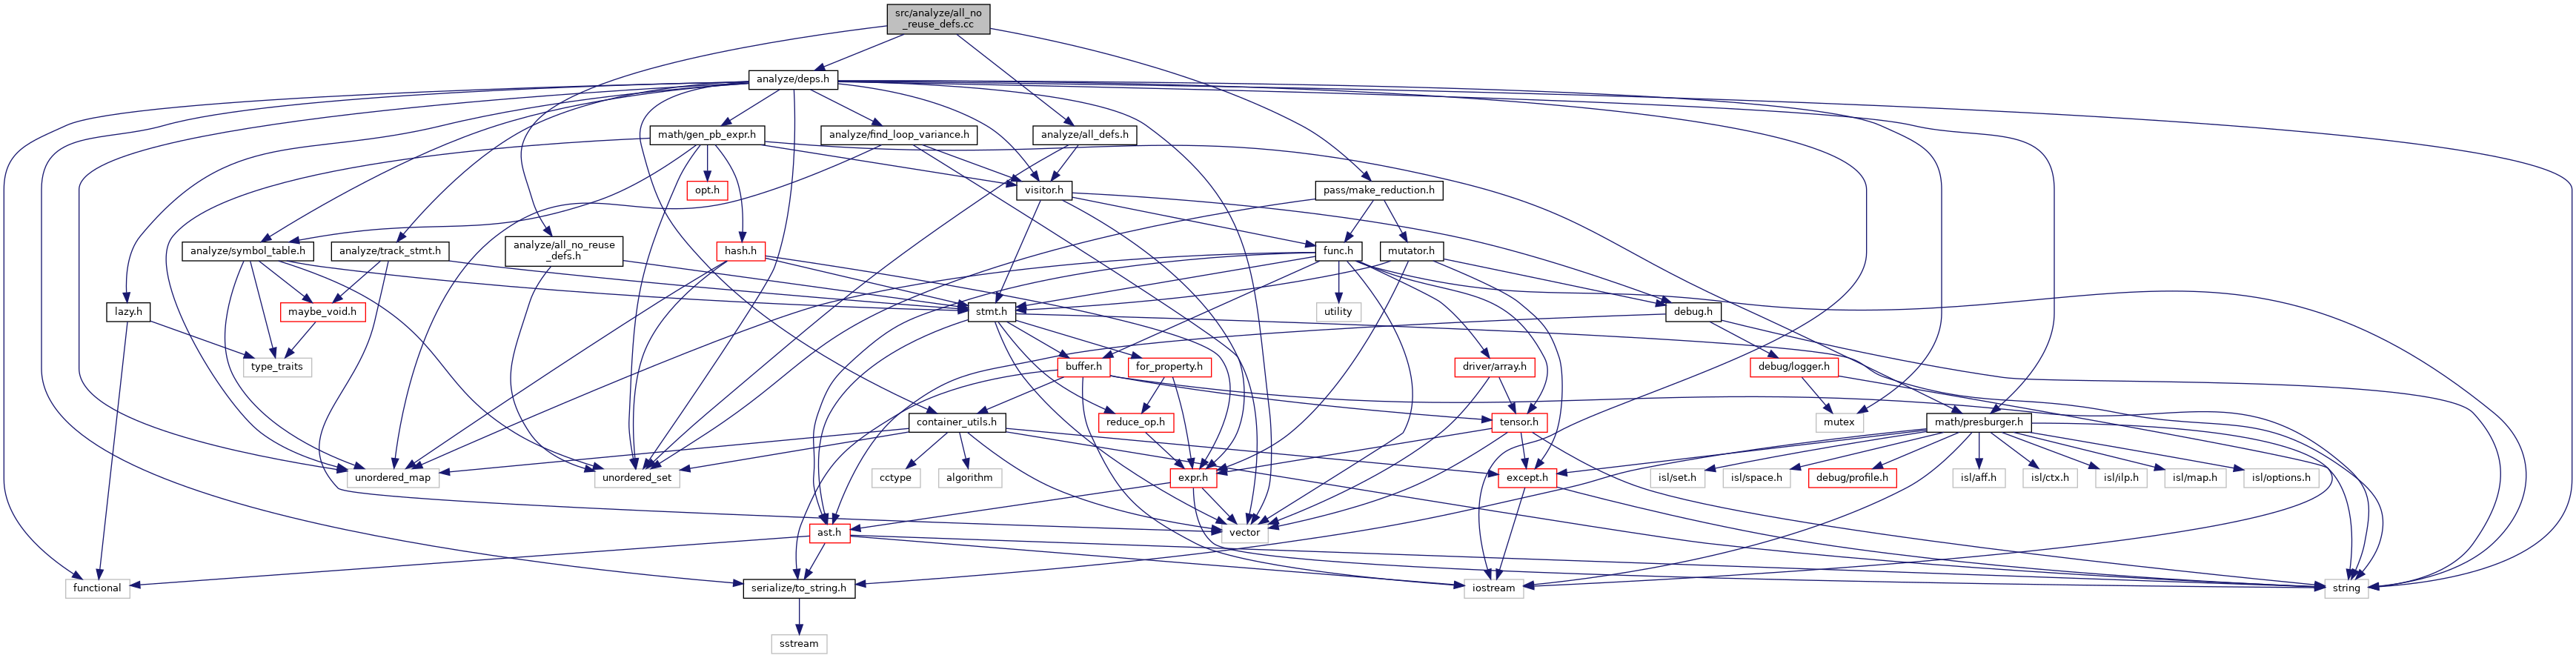 src/analyze/all_no
_reuse_defs.cc
analyze/deps.h
math/gen_pb_expr.h
analyze/find_loop_variance.h
analyze/all_defs.h
opt.h
visitor.h
pass/make_reduction.h
analyze/symbol_table.h
analyze/track_stmt.h
analyze/all_no_reuse
_defs.h
hash.h
func.h
mutator.h
lazy.h
maybe_void.h
stmt.h
utility
debug.h
type_traits
buffer.h
for_property.h
driver/array.h
debug/logger.h
container_utils.h
reduce_op.h
tensor.h
mutex
math/presburger.h
unordered_map
unordered_set
cctype
algorithm
expr.h
except.h
isl/set.h
isl/space.h
debug/profile.h
isl/aff.h
isl/ctx.h
isl/ilp.h
isl/map.h
isl/options.h
ast.h
vector
functional
serialize/to_string.h
iostream
string
sstream